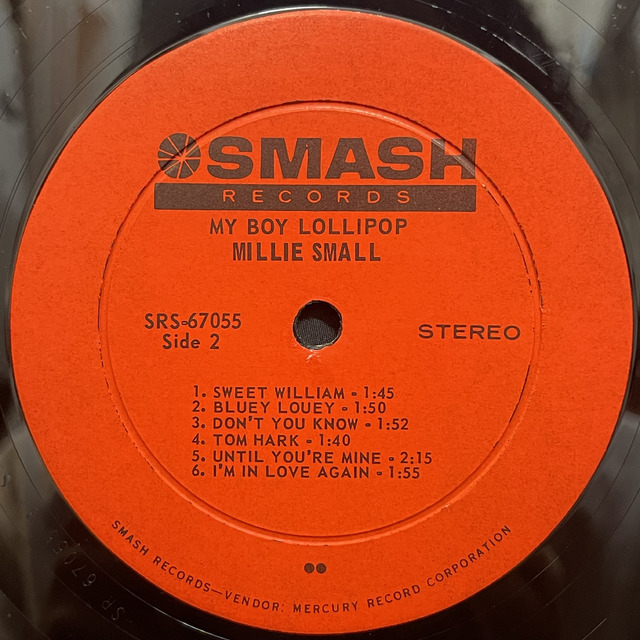 SMASH
RECORDS
MY BOY LOLLIPOP
MILLIE SMALL
SRS-67055
Side 2
STEREO
1. SWEET WILLIAM - 1:45
2. BLUEY LOUEY - 1:50
3. DON'T YOU KNOW - 1:52
4. TOM HARK - 1:40
5. UNTIL YOU'RE MINE - 2:15
6. I'M IN LOVE AGAIN - 1:55
SMASH RECORDS—VENDOR: MERCURY RECORD CORPORATION